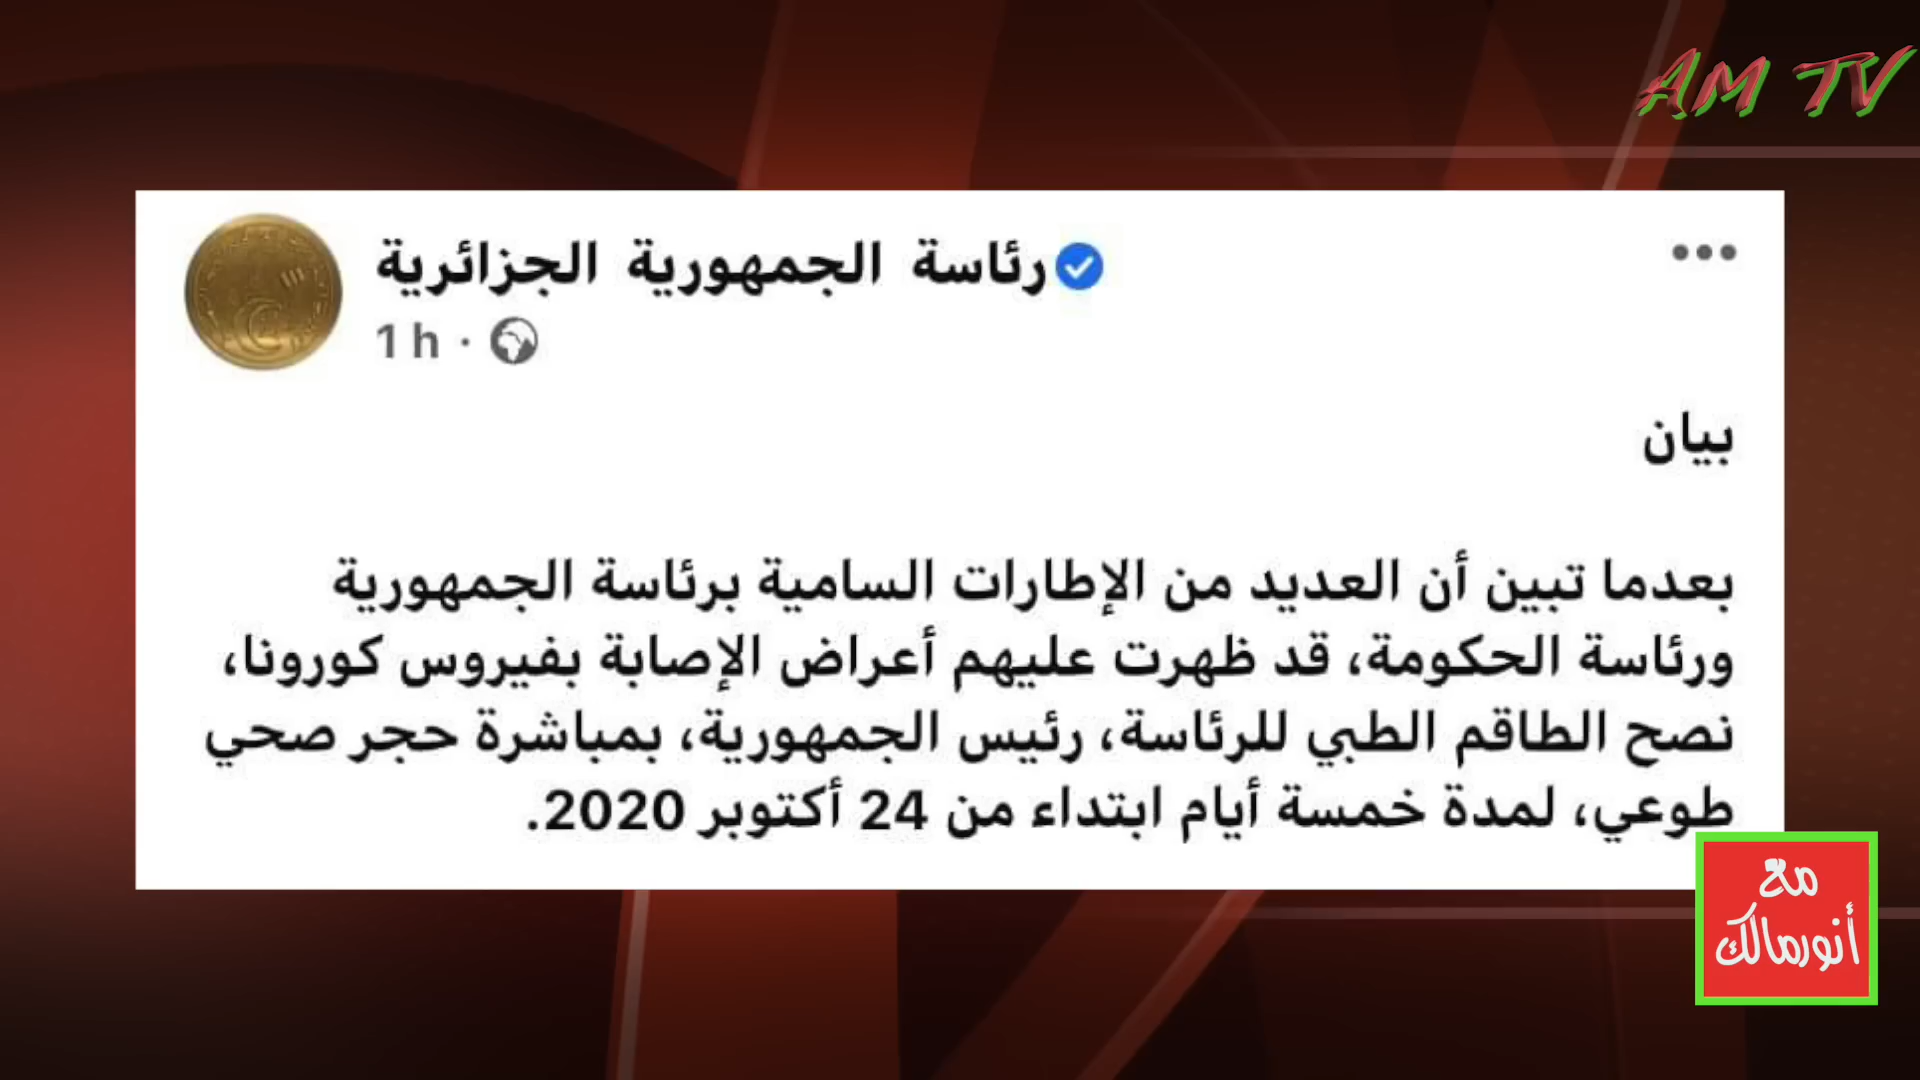 AM TV
رئاسة الجمهورية الجزائرية
1 h ·
بيان
بعدما تبين أن العديد من الإطارات السامية برئاسة الجمهورية
ورئاسة الحكومة، قد ظهرت عليهم أعراض الإصابة بفيروس كورونا،
نصح الطاقم الطبي للرئاسة، رئيس الجمهورية، بمباشرة حجر صحي
طوعي، لمدة خمسة أيام ابتداء من 24 أكتوبر 2020.
مع
أنورمالك